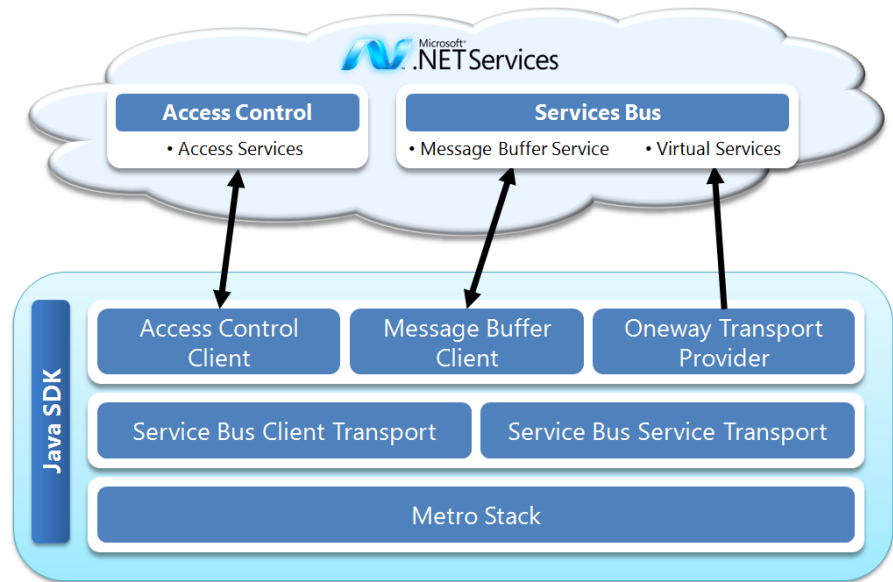 Microsoft®
.NET Services
Access Control
• Access Services
Services Bus
• Message Buffer Service • Virtual Services
Java SDK
Access Control
Client
Message Buffer
Client
Oneway Transport
Provider
Service Bus Client Transport
Service Bus Service Transport
Metro Stack